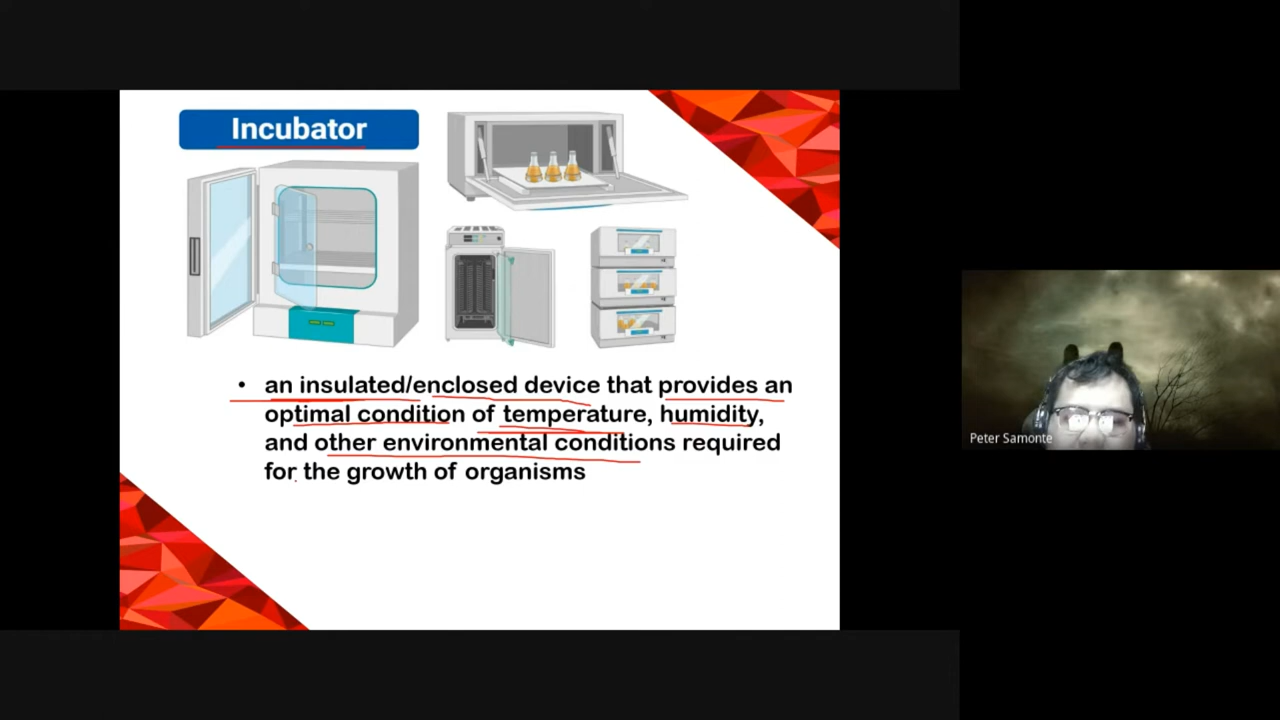 Incubator
• an insulated/enclosed device that provides an
optimal condition of temperature, humidity,
and other environmental conditions required
for the growth of organisms
Peter Samonte